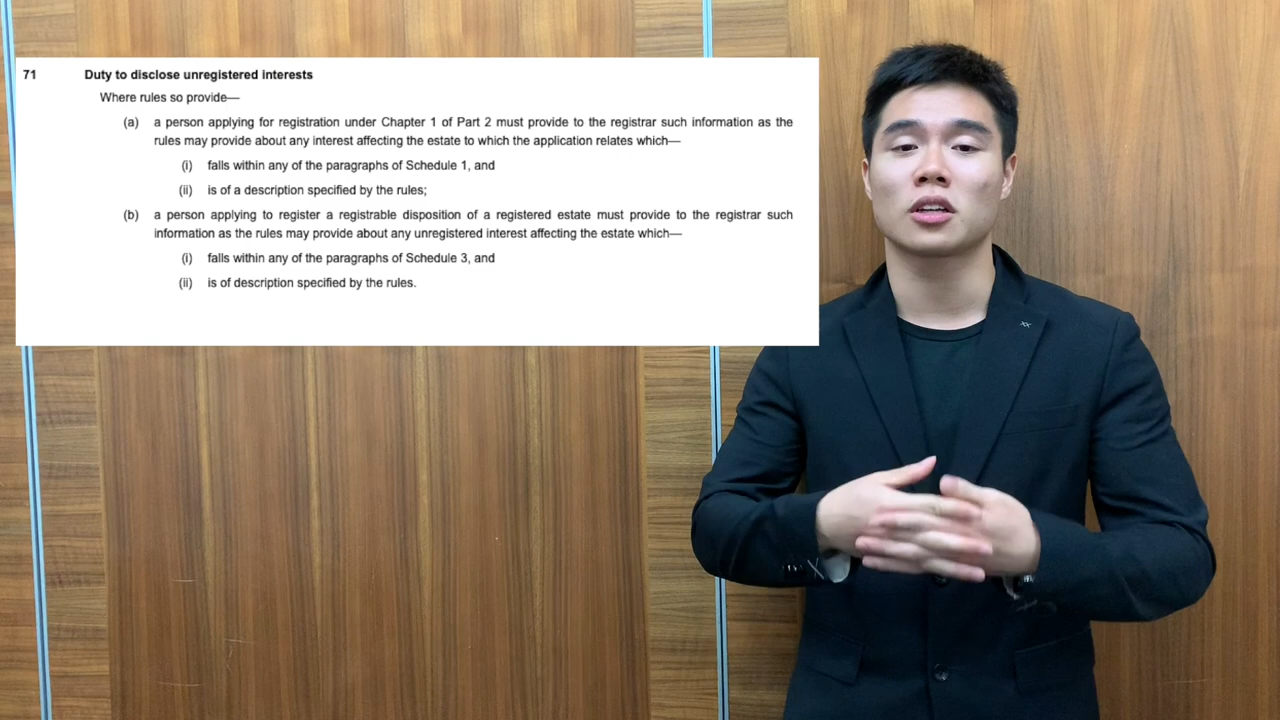 71 Duty to disclose unregistered interests
Where rules so provide—
(a) a person applying for registration under Chapter 1 of Part 2 must provide to the registrar such information as the
rules may provide about any interest affecting the estate to which the application relates which—
(i) falls within any of the paragraphs of Schedule 1, and
(ii) is of a description specified by the rules;
(b) a person applying to register a registrable disposition of a registered estate must provide to the registrar such
information as the rules may provide about any unregistered interest affecting the estate which—
(i) falls within any of the paragraphs of Schedule 3, and
(ii) is of description specified by the rules.